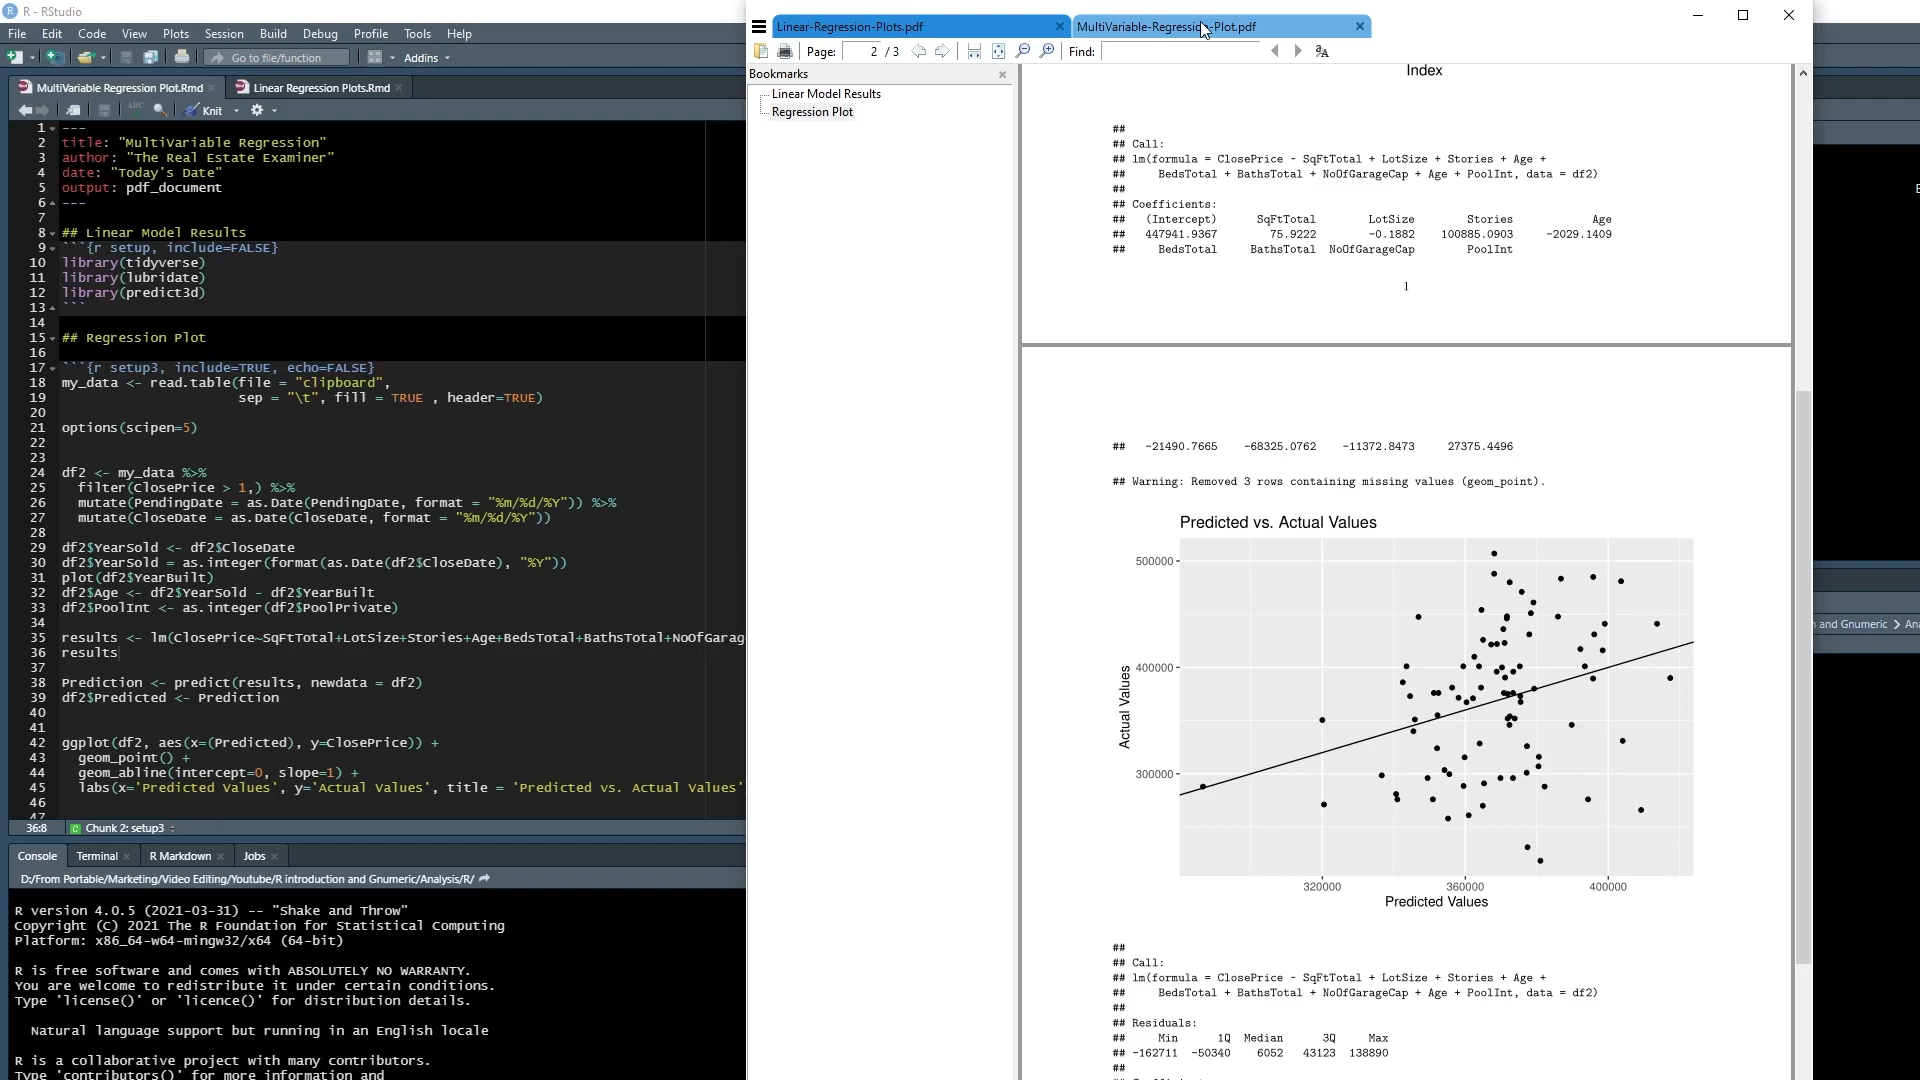 R - RStudio
File Edit Code View Plots Session Build Debug Profile Tools Help
Go to file/function Addins
MultiVariable Regression Plot.Rmd Linear Regression Plots.Rmd
ABC Knit
1 ---
2 title: "MultiVariable Regression"
3 author: "The Real Estate Examiner"
4 date: "Today's Date"
5 output: pdf_document
6 ---
7
8 ## Linear Model Results
9 ```{r setup, include=FALSE}
10 library(tidyverse)
11 library(lubridate)
12 library(predict3d)
13 ```
14
15 ## Regression Plot
16
17 ```{r setup3, include=TRUE, echo=FALSE}
18 my_data <- read.table(file = "clipboard",
19 sep = "\t", fill = TRUE , header=TRUE)
20
21 options(scipen=5)
22
23
24 df2 <- my_data %>%
25 filter(ClosePrice > 1,) %>%
26 mutate(PendingDate = as.Date(PendingDate, format = "%m/%d/%Y")) %>%
27 mutate(CloseDate = as.Date(CloseDate, format = "%m/%d/%Y"))
28
29 df2$YearSold <- df2$CloseDate
30 df2$YearSold = as.integer(format(as.Date(df2$CloseDate), "%Y"))
31 plot(df2$YearBuilt)
32 df2$Age <- df2$YearSold - df2$YearBuilt
33 df2$PoolInt <- as.integer(df2$PoolPrivate)
34
35 results <- lm(ClosePrice~SqFtTotal+LotSize+Stories+Age+BedsTotal+BathsTotal+NoOfGarag
36 results
37
38 Prediction <- predict(results, newdata = df2)
39 df2$Predicted <- Prediction
40
41
42 ggplot(df2, aes(x=(Predicted), y=ClosePrice)) +
43 geom_point() +
44 geom_abline(intercept=0, slope=1) +
45 labs(x='Predicted Values', y='Actual Values', title = 'Predicted vs. Actual Values'
46
47
36:8 C Chunk 2: setup3
Console Terminal R Markdown Jobs
D:/From Portable/Marketing/Video Editing/Youtube/R introduction and Gnumeric/Analysis/R/
R version 4.0.5 (2021-03-31) -- "Shake and Throw"
Copyright (C) 2021 The R Foundation for Statistical Computing
Platform: x86_64-w64-mingw32/x64 (64-bit)
R is free software and comes with ABSOLUTELY NO WARRANTY.
You are welcome to redistribute it under certain conditions.
Type 'license()' or 'licence()' for distribution details.
Natural language support but running in an English locale
R is a collaborative project with many contributors.
Type 'contributors()' for more information and
Linear-Regression-Plots.pdf MultiVariable-Regression-Plot.pdf
Page: 2 / 3 Find:
Bookmarks
Linear Model Results
Regression Plot
Index
##
## Call:
## lm(formula = ClosePrice ~ SqFtTotal + LotSize + Stories + Age +
## BedsTotal + BathsTotal + NoOfGarageCap + Age + PoolInt, data = df2)
##
## Coefficients:
## (Intercept) SqFtTotal LotSize Stories Age
## 447941.9367 75.9222 -0.1882 100885.0903 -2029.1409
## BedsTotal BathsTotal NoOfGarageCap PoolInt
1
## -21490.7665 -68325.0762 -11372.8473 27375.4496
## Warning: Removed 3 rows containing missing values (geom_point).
Predicted vs. Actual Values
500000
400000
300000
Actual Values
320000 360000 400000
Predicted Values
##
## Call:
## lm(formula = ClosePrice ~ SqFtTotal + LotSize + Stories + Age +
## BedsTotal + BathsTotal + NoOfGarageCap + Age + PoolInt, data = df2)
##
## Residuals:
## Min 1Q Median 3Q Max
## -162711 -50340 6052 43123 138890
##
and Gnumeric > Ana